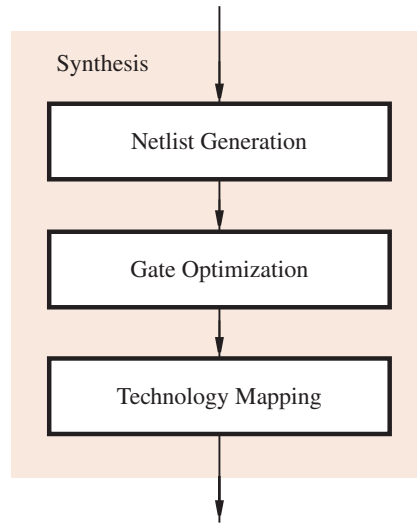 Synthesis
Netlist Generation
Gate Optimization
Technology Mapping